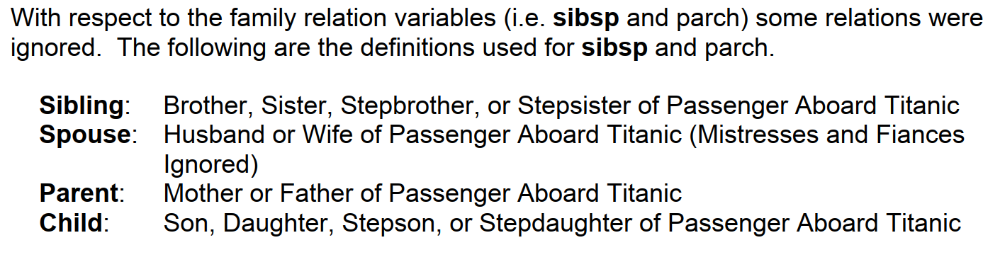 With respect to the family relation variables (i.e. sibsp and parch) some relations were
ignored.  The following are the definitions used for sibsp and parch.
Sibling: Brother, Sister, Stepbrother, or Stepsister of Passenger Aboard Titanic
Spouse: Husband or Wife of Passenger Aboard Titanic (Mistresses and Fiances
Ignored)
Parent: Mother or Father of Passenger Aboard Titanic
Child: Son, Daughter, Stepson, or Stepdaughter of Passenger Aboard Titanic